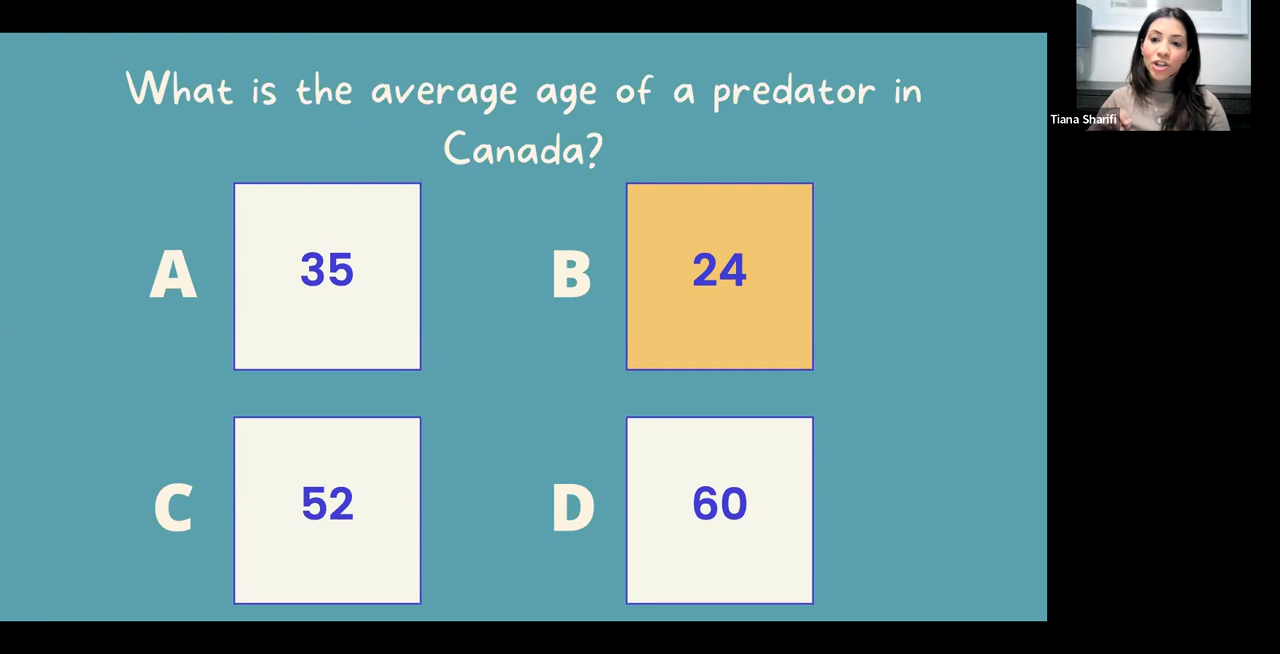 What is the average age of a predator in
Canada?
A 35 B 24
C 52 D 60
Tiana Sharifi